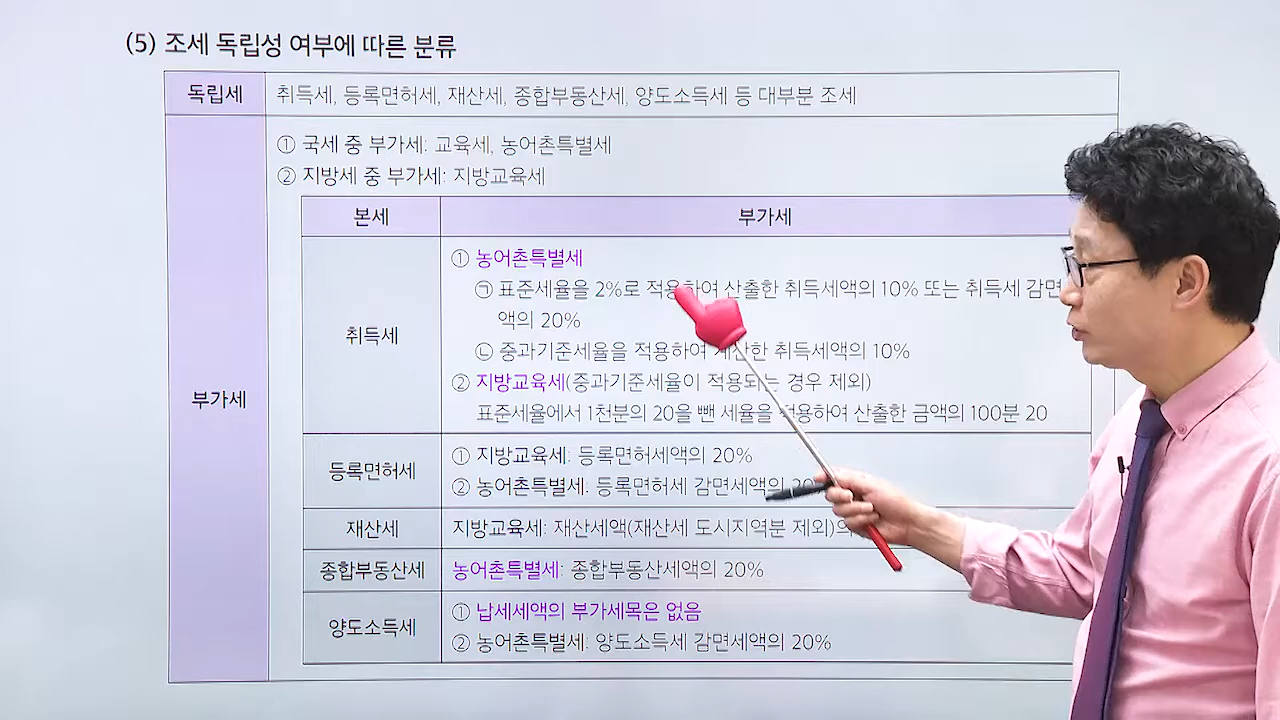 (5) 조세 독립성 여부에 따른 분류
독립세
취득세, 등록면허세, 재산세, 종합부동산세, 양도소득세 등 대부분 조세
부가세
① 국세 중 부가세: 교육세, 농어촌특별세
② 지방세 중 부가세: 지방교육세
본세
부가세
취득세
① 농어촌특별세
㉠ 표준세율을 2%로 적용하여 산출한 취득세액의 10% 또는 취득세 감면
액의 20%
㉡ 중과기준세율을 적용하여 계산한 취득세액의 10%
② 지방교육세(중과기준세율이 적용되는 경우 제외)
표준세율에서 1천분의 20을 뺀 세율을 적용하여 산출한 금액의 100분 20
등록면허세
① 지방교육세: 등록면허세액의 20%
② 농어촌특별세: 등록면허세 감면세액의
재산세
지방교육세: 재산세액(재산세 도시지역분 제외)의
종합부동산세
농어촌특별세: 종합부동산세액의 20%
양도소득세
① 납세세액의 부가세목은 없음
② 농어촌특별세: 양도소득세 감면세액의 20%